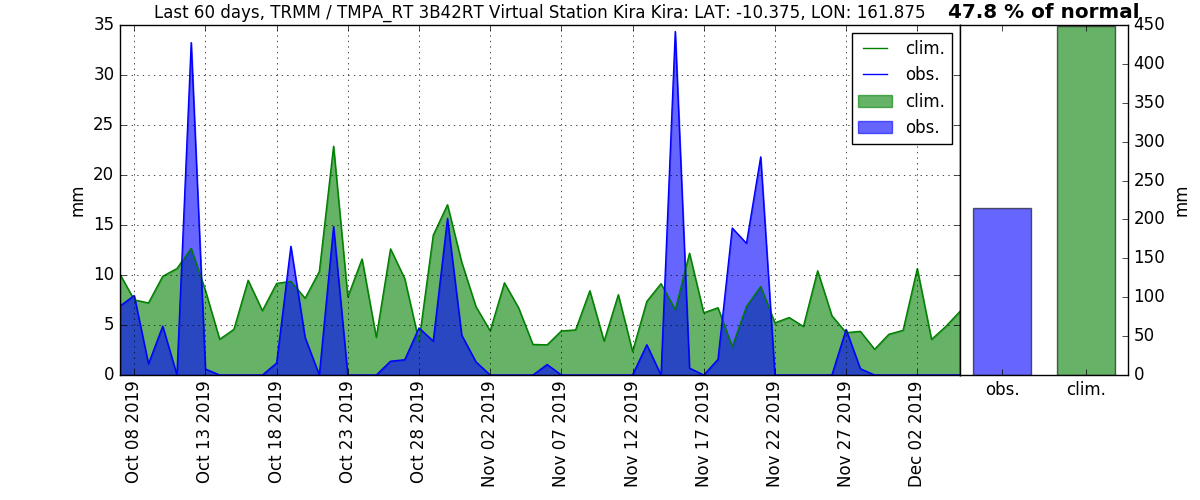 Last 60 days, TRMM / TMPA_RT 3B42RT Virtual Station Kira Kira: LAT: -10.375, LON: 161.875
47.8 % of normal
35
30
25
20
15
10
5
0
mm
clim.
obs.
clim.
obs.
Oct 08 2019
Oct 13 2019
Oct 18 2019
Oct 23 2019
Oct 28 2019
Nov 02 2019
Nov 07 2019
Nov 12 2019
Nov 17 2019
Nov 22 2019
Nov 27 2019
Dec 02 2019
450
400
350
300
250
200
150
100
50
0
mm
obs.
clim.